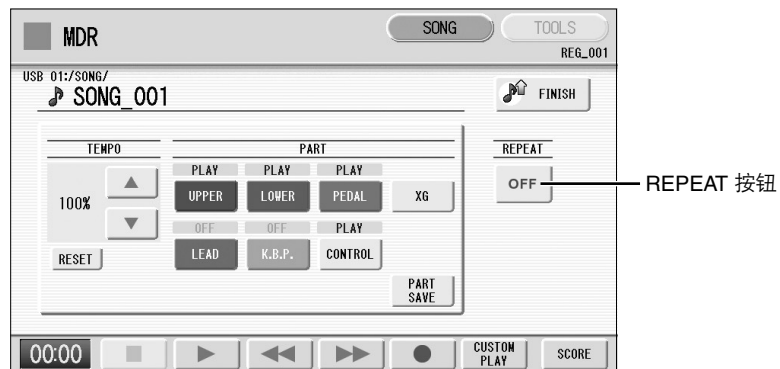 MDR
SONG
TOOLS
REG_001
USB 01:/SONG/
SONG_001
FINISH
TEMPO
PART
REPEAT
PLAY PLAY PLAY
100%
UPPER LOWER PEDAL XG
OFF
REPEAT 按钮
OFF OFF PLAY
RESET
LEAD K.B.P. CONTROL
PART
SAVE
00:00
CUSTOM
PLAY
SCORE